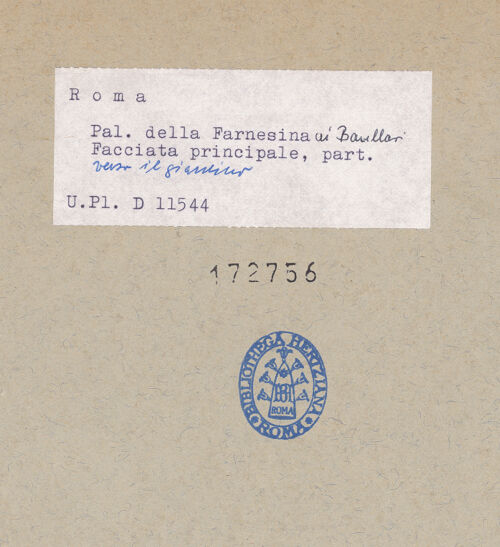 Roma
Pal. della Farnesina ai Baullari
Facciata principale, part.
verso il giardino
U.Pl. D 11544
172756
BIBLIOTHECA HERTZIANA
ROMA
ROMA